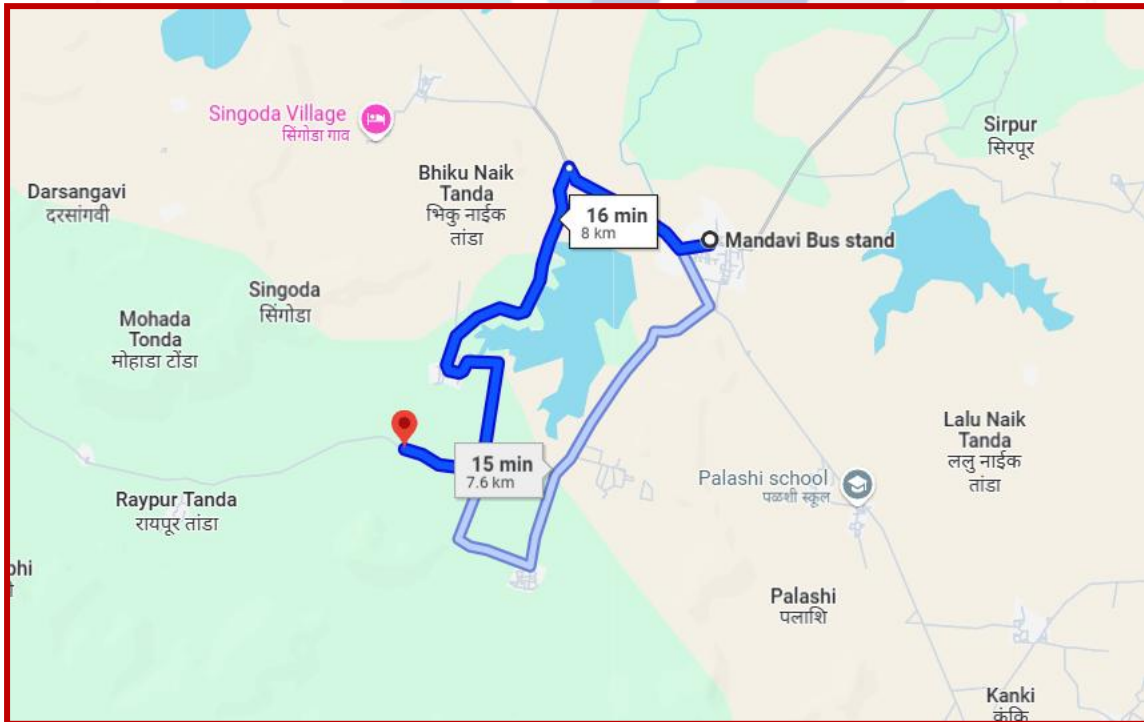 Singoda Village
सिंगोडा गाव
Sirpur
सिरपूर
Bhiku Naik
Tanda
भिकु नाईक
तांडा
Darsangavi
दरसांगवी
16 min
8 km
Mandavi Bus stand
Singoda
सिंगोडा
Mohada
Tonda
मोहाडा टोंडा
Lalu Naik
Tanda
ललु नाईक
तांडा
15 min
7.6 km
Palashi school
पळशी स्कूल
Raypur Tanda
रायपूर तांडा
Palashi
पलाशि
Kanki
कंकि